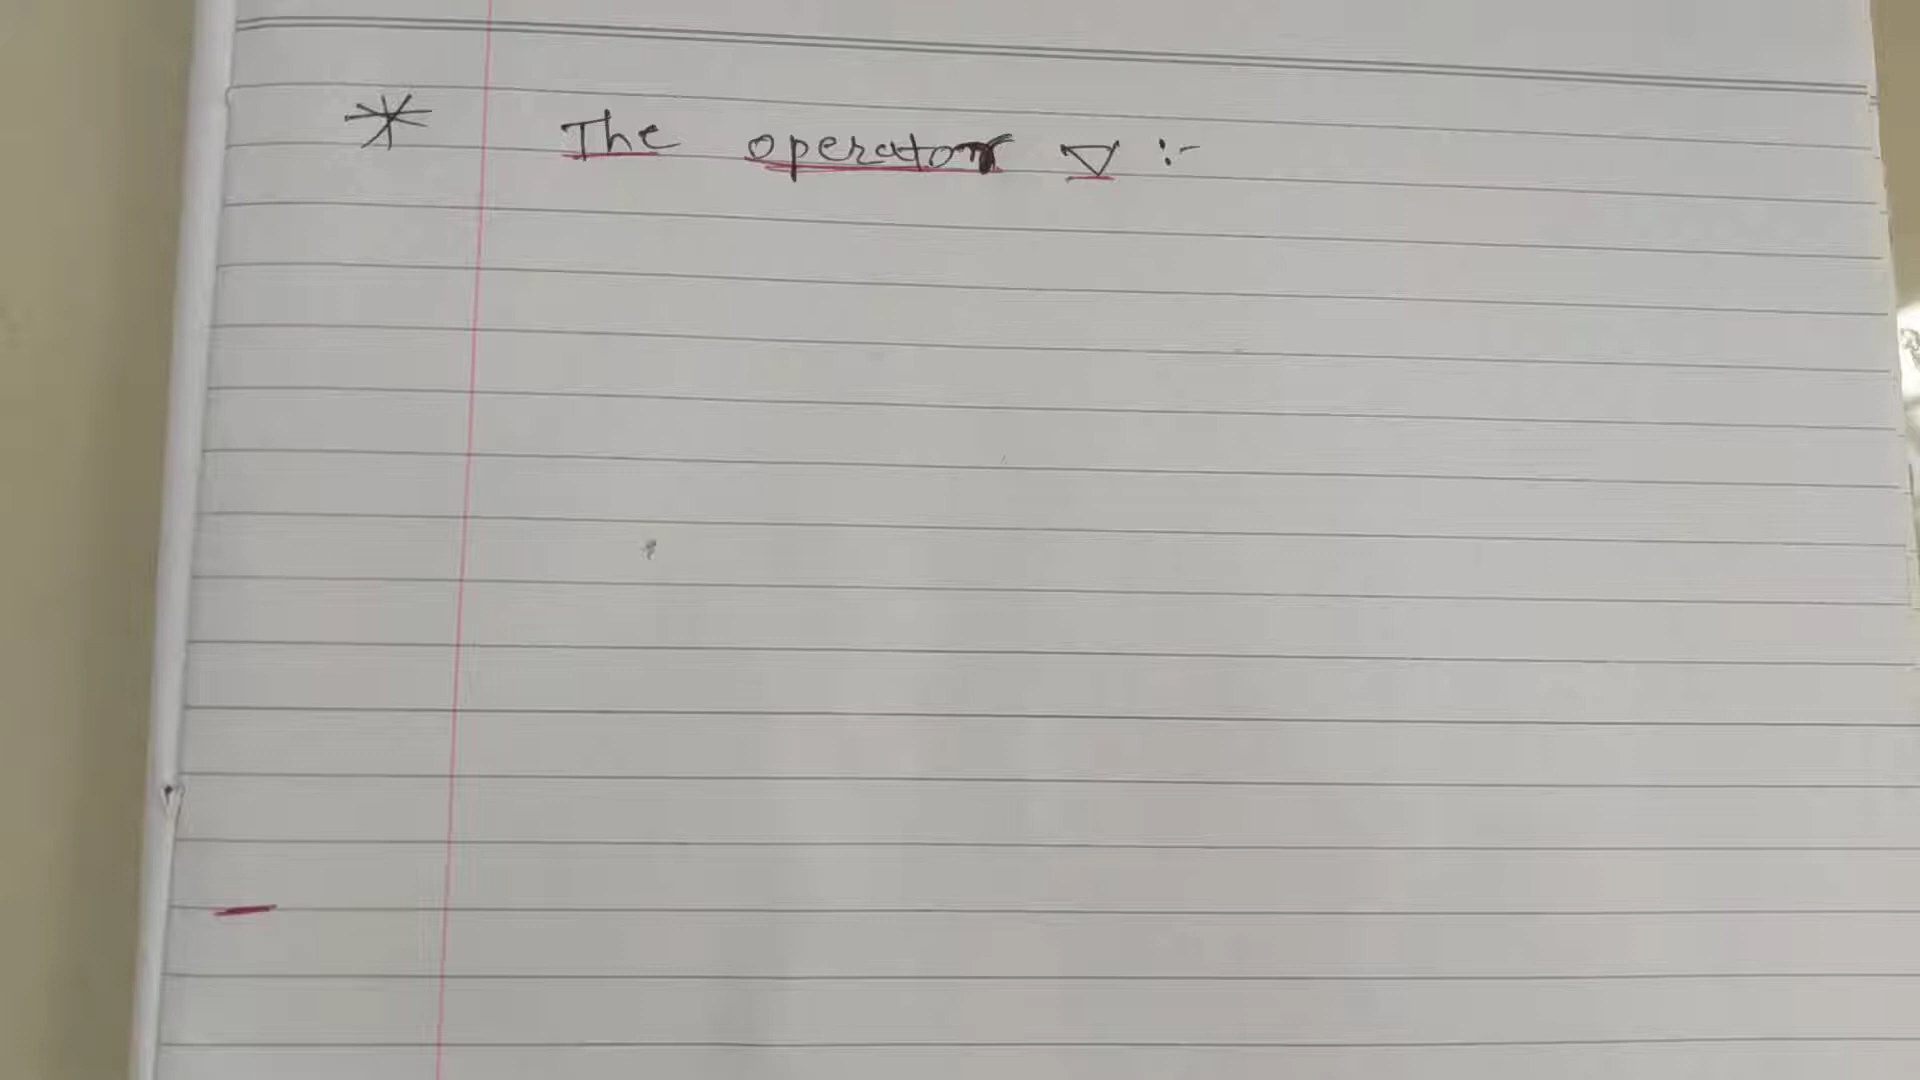 * The operator ∇ :-